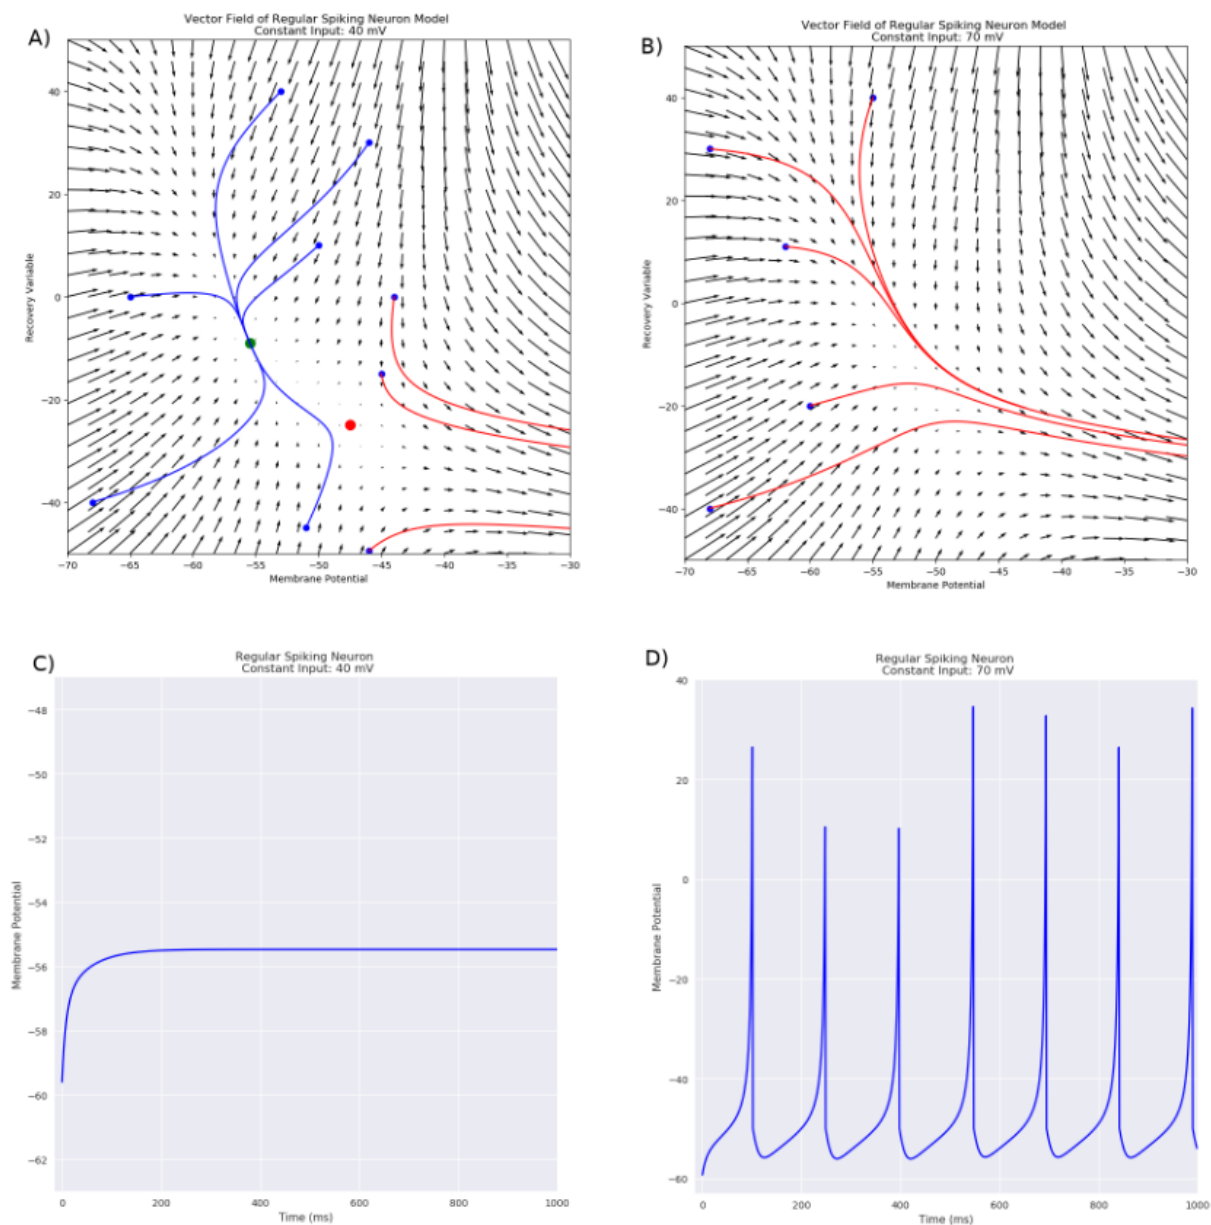 A)
Vector Field of Regular Spiking Neuron Model
Constant Input: 40 mV
40
20
0
−20
−40
Recovery Variable
−70 −65 −60 −55 −50 −45 −40 −35 −30
Membrane Potential
B)
Vector Field of Regular Spiking Neuron Model
Constant Input: 70 mV
40
20
0
−20
−40
Recovery Variable
−70 −65 −60 −55 −50 −45 −40 −35 −30
Membrane Potential
C)
Regular Spiking Neuron
Constant Input: 40 mV
−48
−50
−52
−54
−56
−58
−60
−62
Membrane Potential
0 200 400 600 800 1000
Time (ms)
D)
Regular Spiking Neuron
Constant Input: 70 mV
40
20
0
−20
−40
−60
Membrane Potential
0 200 400 600 800 1000
Time (ms)